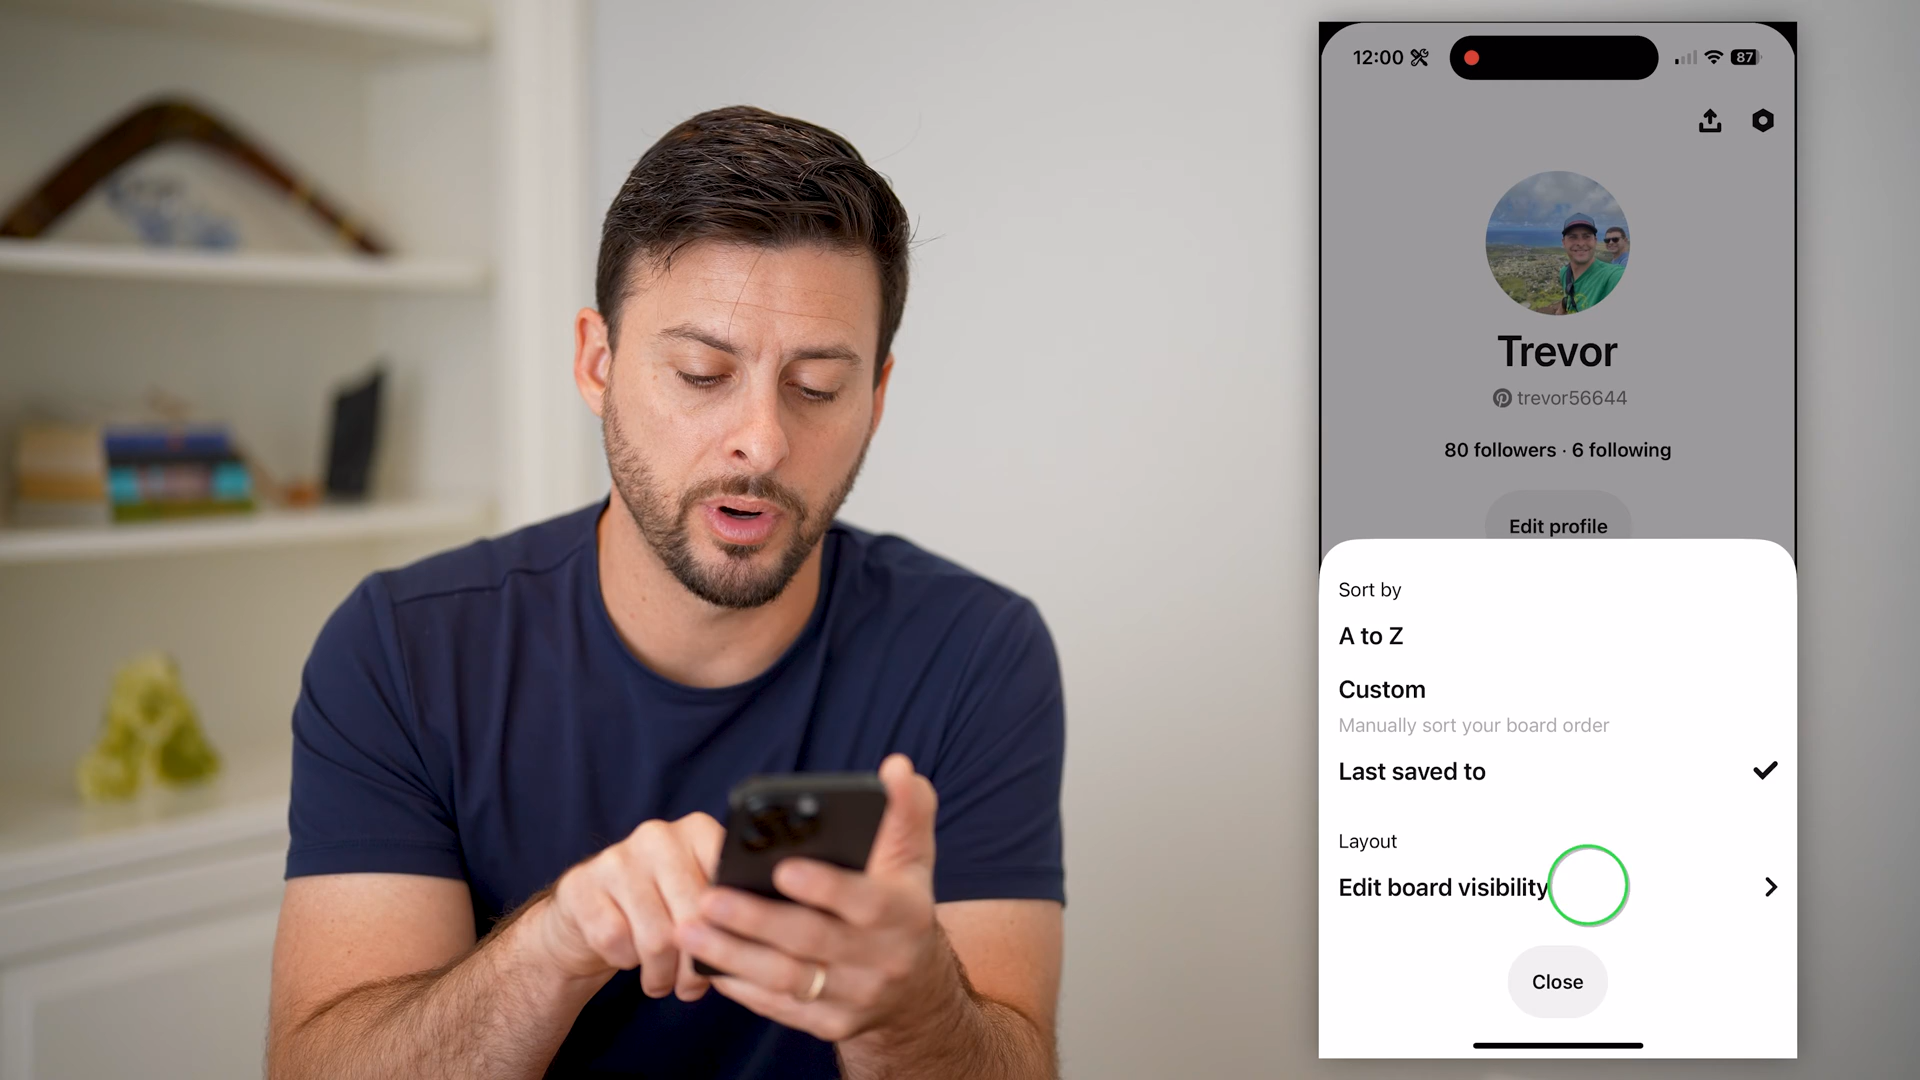 12:00
87
Trevor
trevor56644
80 followers · 6 following
Edit profile
Sort by
A to Z
Custom
Manually sort your board order
Last saved to
Layout
Edit board visibility
Close